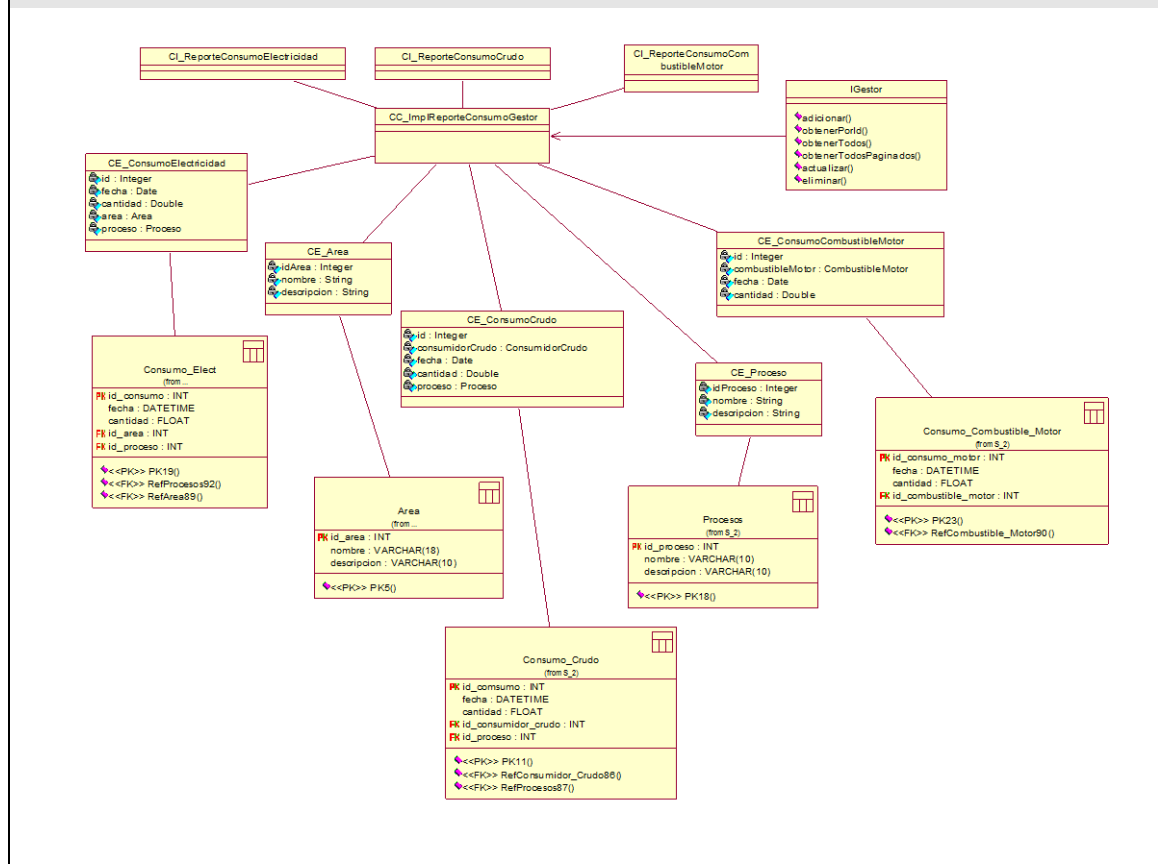 CI_ReporteConsumoElectricidad
CI_ReporteConsumoCrudo
CI_ReporteConsumoCom
bustibleMotor
IGestor
adicionar()
obtenerPorId()
obtenerTodos()
obtenerTodosPaginados()
actualizar()
eliminar()
CC_ImplReporteConsumoGestor
CE_ConsumoElectricidad
id : Integer
fecha : Date
cantidad : Double
area : Area
proceso : Proceso
CE_Area
idArea : Integer
nombre : String
descripcion : String
CE_ConsumoCombustibleMotor
id : Integer
combustibleMotor : CombustibleMotor
fecha : Date
cantidad : Double
CE_ConsumoCrudo
id : Integer
consumidorCrudo : ConsumidorCrudo
fecha : Date
cantidad : Double
proceso : Proceso
CE_Proceso
idProceso : Integer
nombre : String
descripcion : String
Consumo_Elect
(from ...
PK id_consumo : INT
fecha : DATETIME
cantidad : FLOAT
FK id_area : INT
FK id_proceso : INT
<<PK>> PK19()
<<FK>> RefProcesos92()
<<FK>> RefArea89()
Consumo_Combustible_Motor
(from S_2)
PK id_consumo_motor : INT
fecha : DATETIME
cantidad : FLOAT
FK id_combustible_motor : INT
<<PK>> PK23()
<<FK>> RefCombustible_Motor90()
Area
(from ...
PK id_area : INT
nombre : VARCHAR(18)
descripcion : VARCHAR(10)
<<PK>> PK5()
Procesos
(from S_2)
PK id_proceso : INT
nombre : VARCHAR(10)
descripcion : VARCHAR(10)
<<PK>> PK18()
Consumo_Crudo
(from S_2)
PK id_comsumo : INT
fecha : DATETIME
cantidad : FLOAT
FK id_consumidor_crudo : INT
FK id_proceso : INT
<<PK>> PK11()
<<FK>> RefConsumidor_Crudo86()
<<FK>> RefProcesos87()